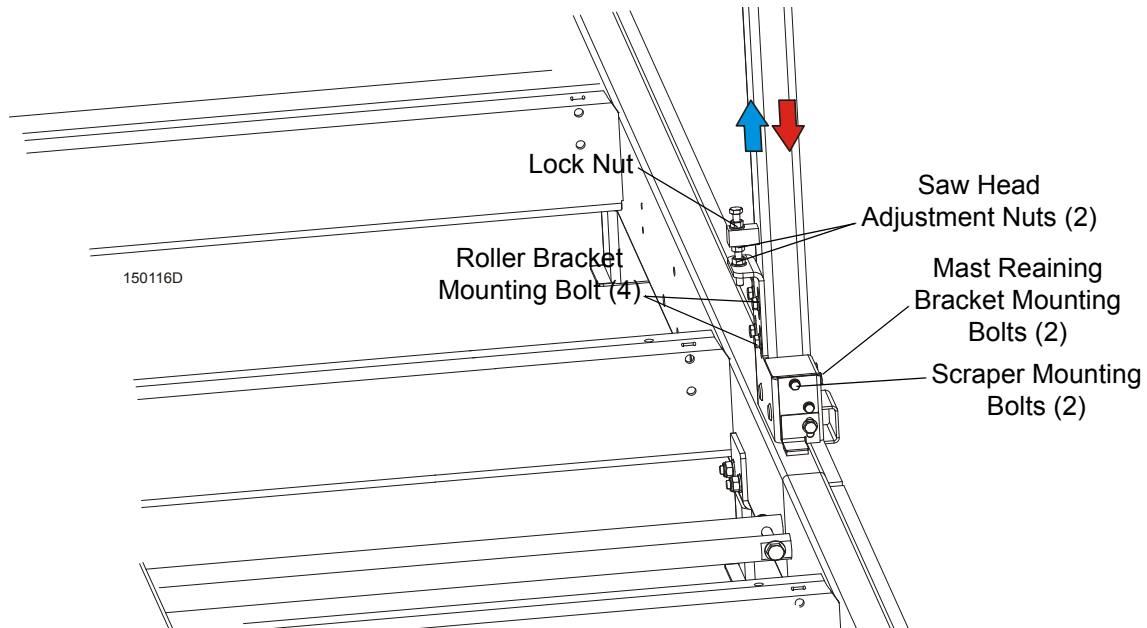 Lock Nut
Saw Head
Adjustment Nuts (2)
Roller Bracket
Mounting Bolt (4)
Mast Reaining
Bracket Mounting
Bolts (2)
Scraper Mounting
Bolts (2)
150116D